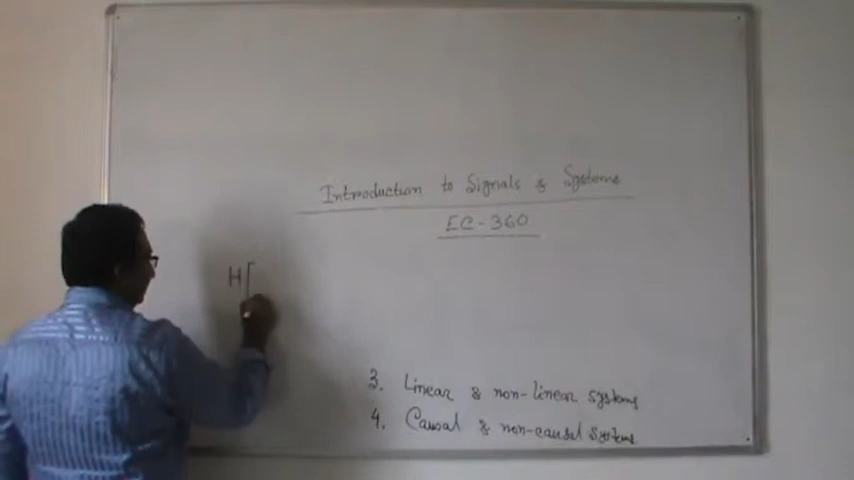 Introduction to Signals & Systems
EC-360
H[
3. Linear & non-linear systems
4. Causal & non-causal systems